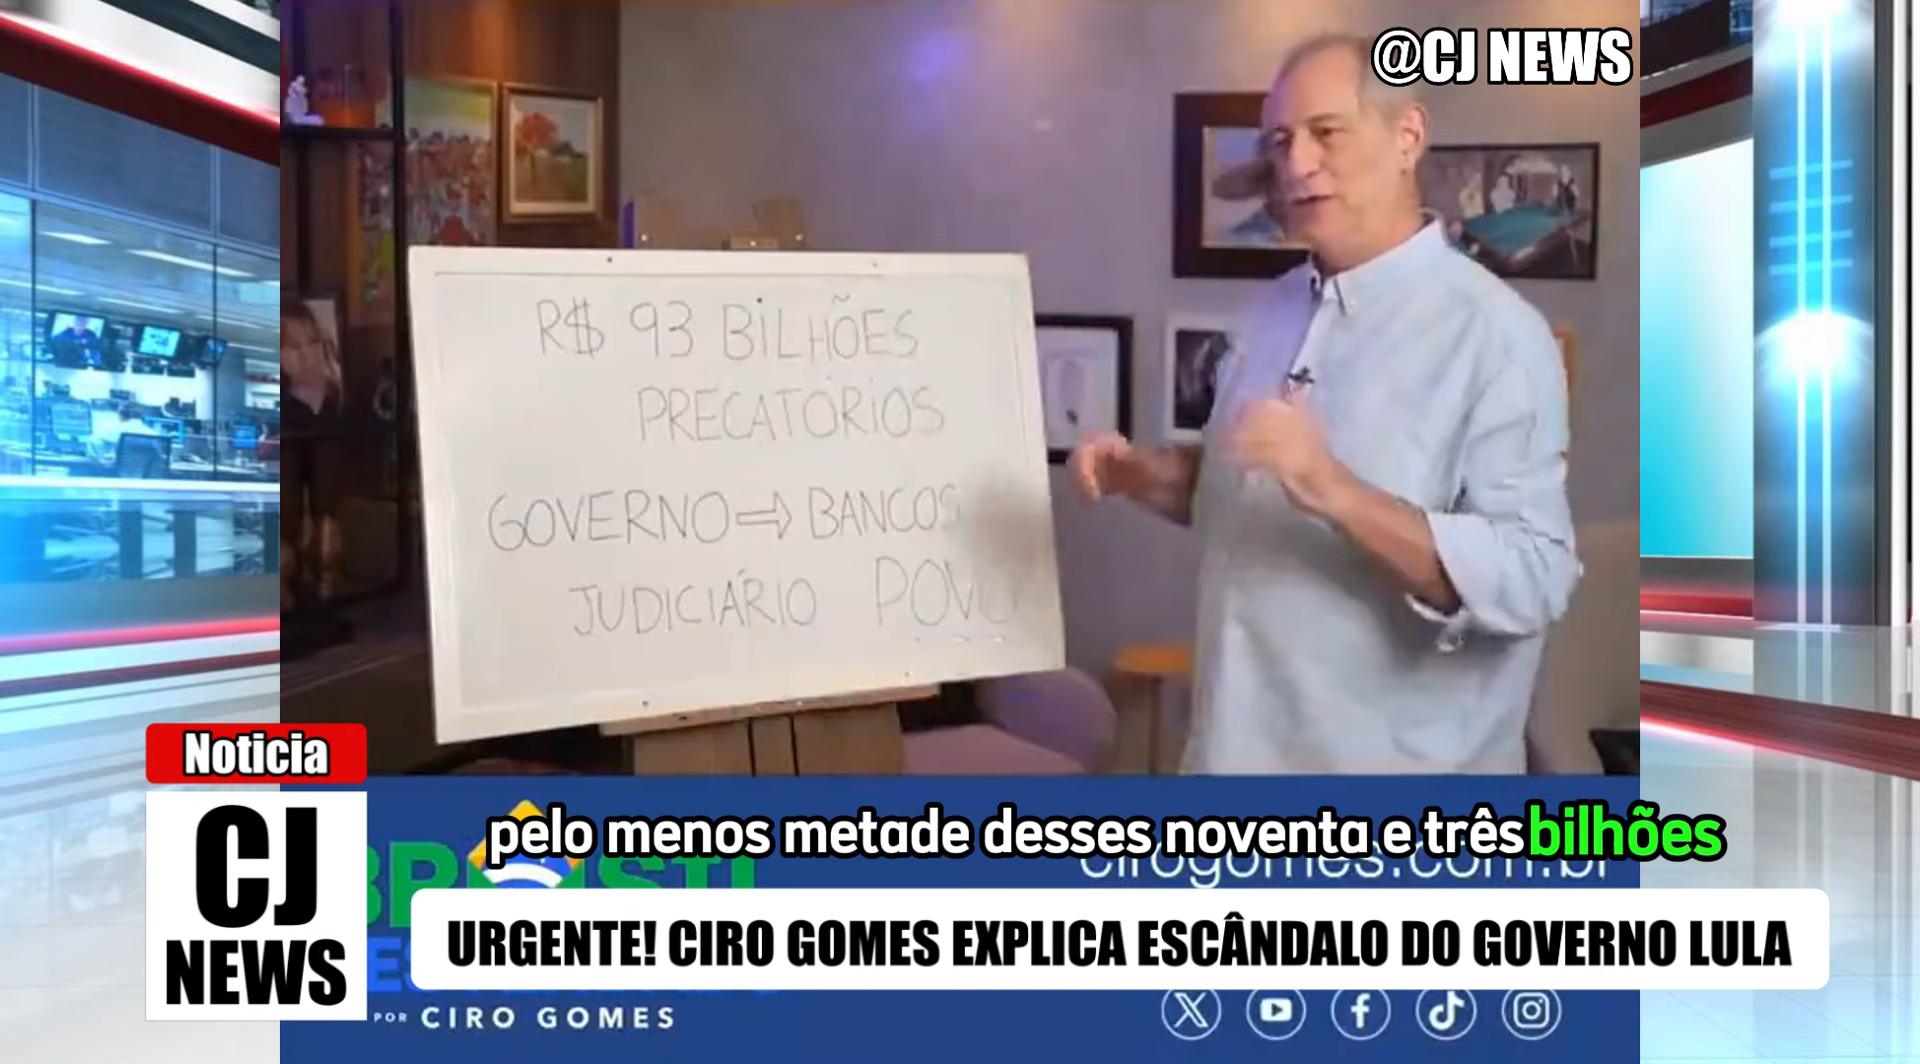 @CJ NEWS
R$ 93 BILHÕES
PRECATÓRIOS
GOVERNO ⇒ BANCOS
JUDICIÁRIO POVO
Noticia
CJ
NEWS
pelo menos metade desses noventa e três bilhões
cirogomes.com.br
URGENTE! CIRO GOMES EXPLICA ESCÂNDALO DO GOVERNO LULA
POR CIRO GOMES